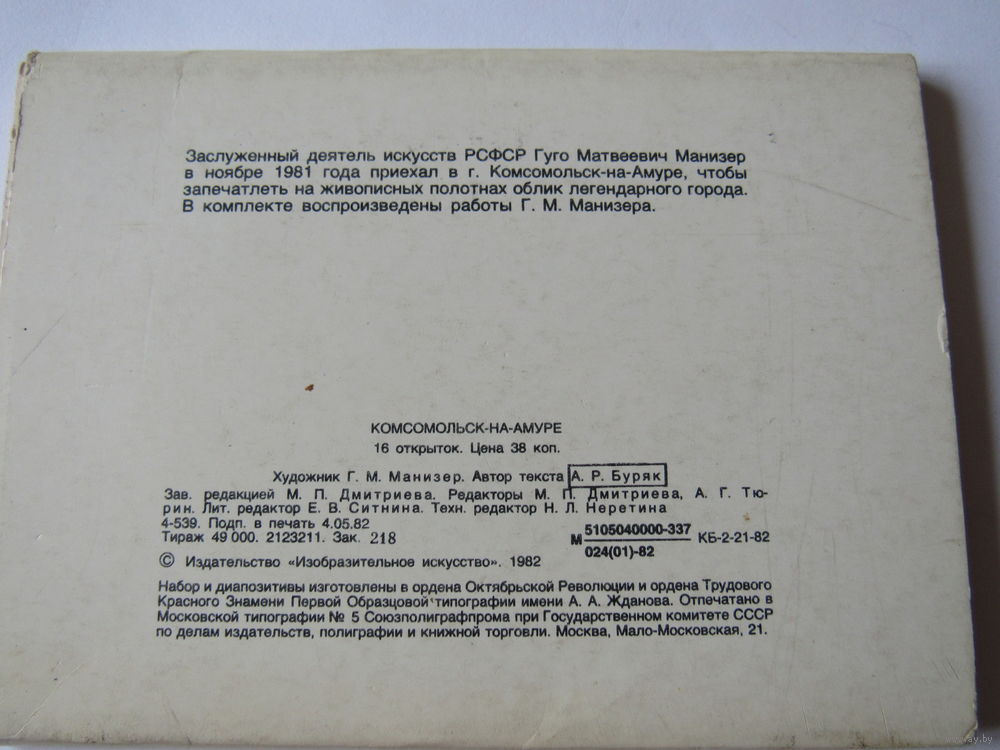 Заслуженный деятель искусств РСФСР Гуго Матвеевич Манизер
в ноябре 1981 года приехал в г. Комсомольск-на-Амуре, чтобы
запечатлеть на живописных полотнах облик легендарного города.
В комплекте воспроизведены работы Г. М. Манизера.
КОМСОМОЛЬСК-НА-АМУРЕ
16 открыток. Цена 38 коп.
Художник Г. М. Манизер. Автор текста А. Р. Буряк
Зав. редакцией М. П. Дмитриева. Редакторы М. П. Дмитриева, А. Г. Тю-
рин. Лит. редактор Е. В. Ситнина. Техн. редактор Н. Л. Неретина
4-539. Подп. в печать 4.05.82
Тираж 49 000. 2123211. Зак. 218
М 5105040000-337
024(01)-82
КБ-2-21-82
© Издательство «Изобразительное искусство». 1982
Набор и диапозитивы изготовлены в ордена Октябрьской Революции и ордена Трудового
Красного Знамени Первой Образцовой типографии имени А. А. Жданова. Отпечатано в
Московской типографии № 5 Союзполиграфпрома при Государственном комитете СССР
по делам издательств, полиграфии и книжной торговли. Москва, Мало-Московская, 21.